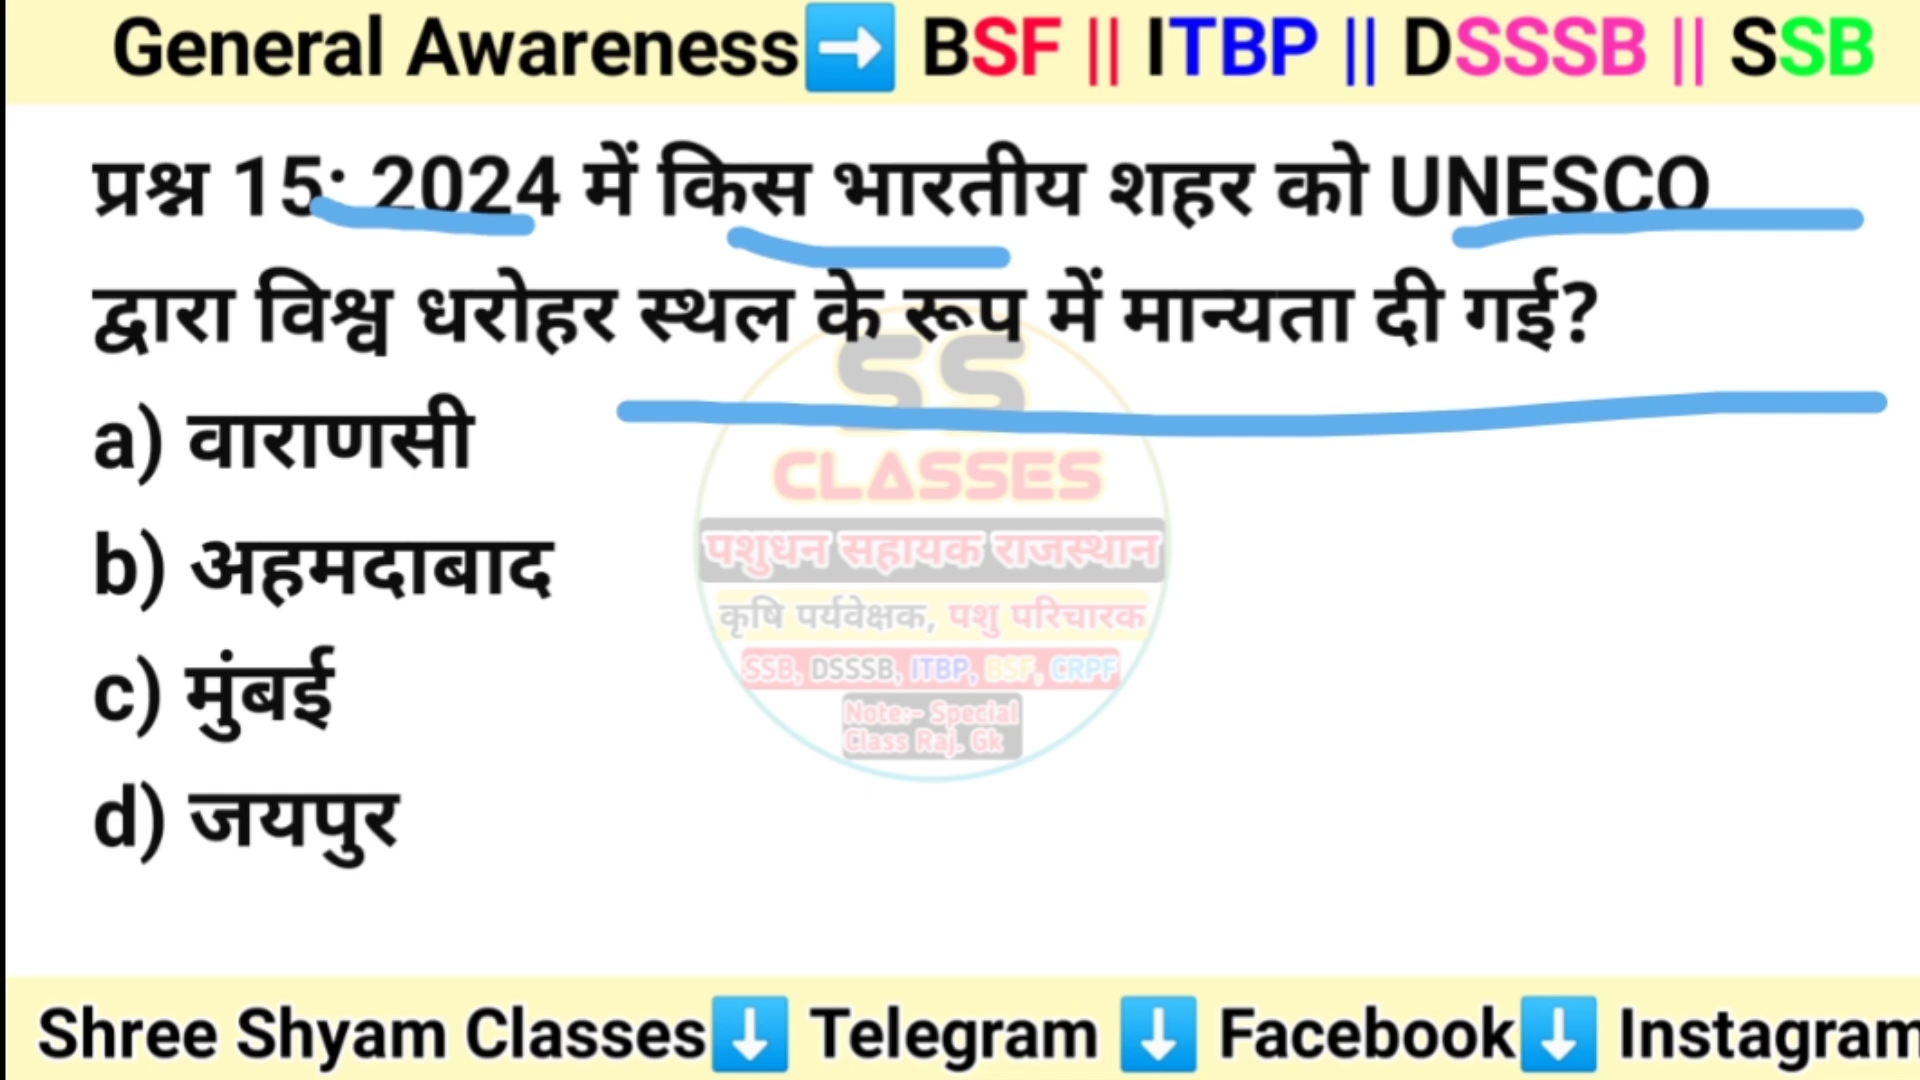 General Awareness➡ BSF || ITBP || DSSSB || SSB
प्रश्न 15: 2024 में किस भारतीय शहर को UNESCO
द्वारा विश्व धरोहर स्थल के रूप में मान्यता दी गई?
a) वाराणसी
b) अहमदाबाद
c) मुंबई
d) जयपुर
SS
CLASSES
पशुधन सहायक राजस्थान
कृषि पर्यवेक्षक, पशु परिचारक
SSB, DSSSB, ITBP, BSF, CRPF
Note:- Special
Class Raj. Gk
Shree Shyam Classes⬇ Telegram ⬇ Facebook⬇ Instagram